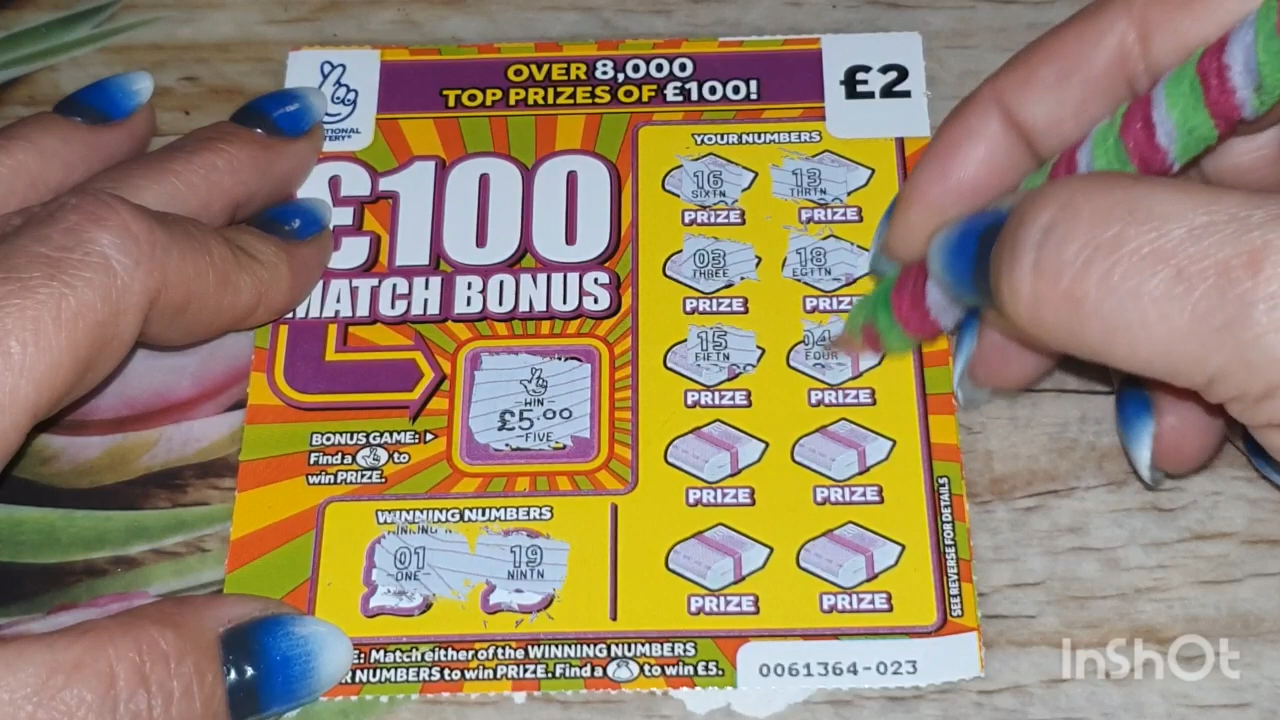 OVER 8,000
TOP PRIZES OF £100!
£2
£100
MATCH BONUS
WIN
£5.00
FIVE
BONUS GAME:
Find a to
win PRIZE.
WINNING NUMBERS
01
ONE
19
NINTN
YOUR NUMBERS
16
SIXTN
PRIZE
13
THRTN
PRIZE
03
THREE
PRIZE
18
EGTTN
PRIZE
15
FIFTN
PRIZE
04
FOUR
PRIZE
PRIZE
PRIZE
PRIZE
PRIZE
SEE REVERSE FOR DETAILS
: Match either of the WINNING NUMBERS
NUMBERS to win PRIZE. Find a to win £5.
0061364-023
InShOt